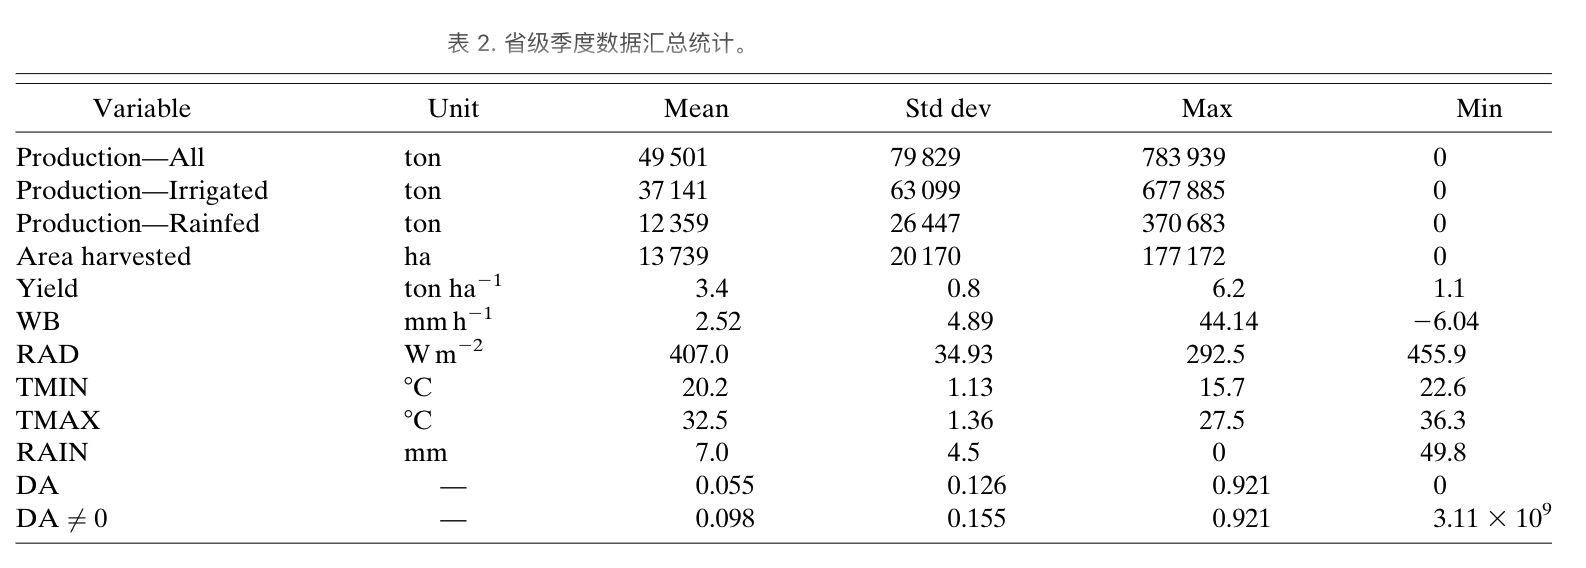 表 2. 省级季度数据汇总统计。
Variable Unit Mean Std dev Max Min
Production—All ton 49 501 79 829 783 939 0
Production—Irrigated ton 37 141 63 099 677 885 0
Production—Rainfed ton 12 359 26 447 370 683 0
Area harvested ha 13 739 20 170 177 172 0
Yield ton ha⁻¹ 3.4 0.8 6.2 1.1
WB mm h⁻¹ 2.52 4.89 44.14 −6.04
RAD W m⁻² 407.0 34.93 292.5 455.9
TMIN °C 20.2 1.13 15.7 22.6
TMAX °C 32.5 1.36 27.5 36.3
RAIN mm 7.0 4.5 0 49.8
DA — 0.055 0.126 0.921 0
DA ≠ 0 — 0.098 0.155 0.921 3.11 × 10⁹